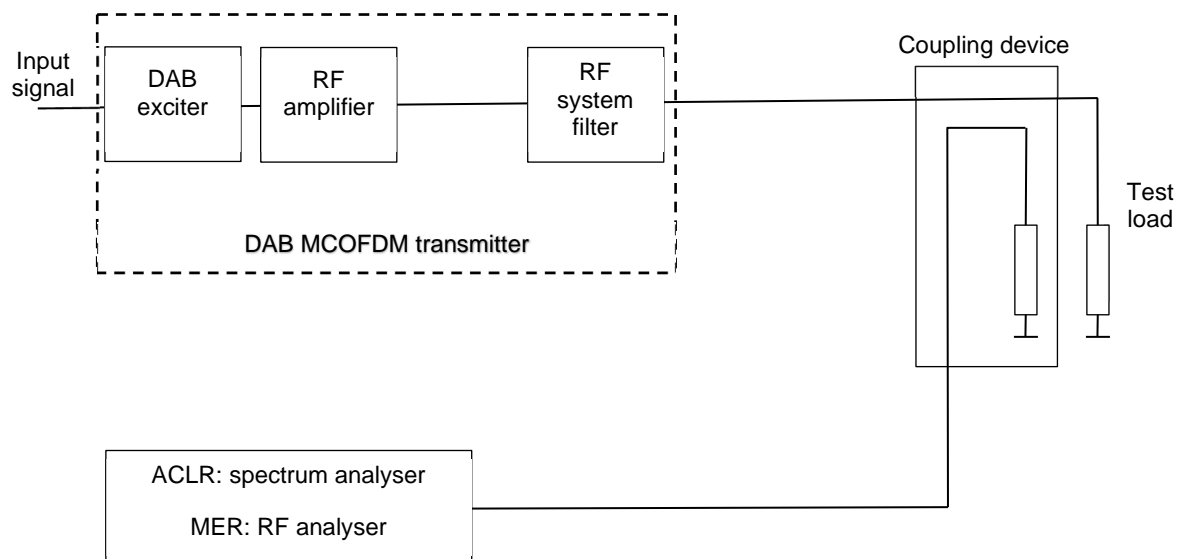 Input
signal
DAB
exciter
RF
amplifier
RF
system
filter
Coupling device
Test
load
DAB MCOFDM transmitter
ACLR: spectrum analyser
MER: RF analyser